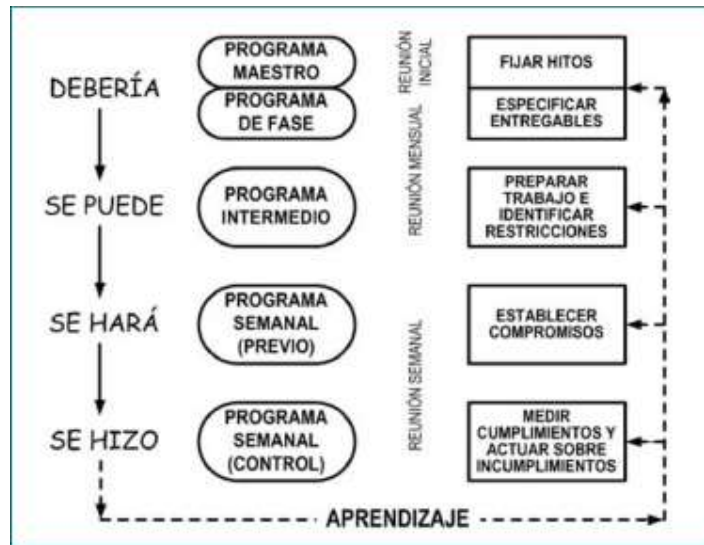 DEBERÍA
PROGRAMA
MAESTRO
PROGRAMA
DE FASE
REUNIÓN
INICIAL
FIJAR HITOS
ESPECIFICAR
ENTREGABLES
SE PUEDE
PROGRAMA
INTERMEDIO
REUNIÓN MENSUAL
PREPARAR
TRABAJO E
IDENTIFICAR
RESTRICCIONES
SE HARÁ
PROGRAMA
SEMANAL
(PREVIO)
REUNIÓN SEMANAL
ESTABLECER
COMPROMISOS
SE HIZO
PROGRAMA
SEMANAL
(CONTROL)
MEDIR
CUMPLIMIENTOS Y
ACTUAR SOBRE
INCUMPLIMIENTOS
APRENDIZAJE